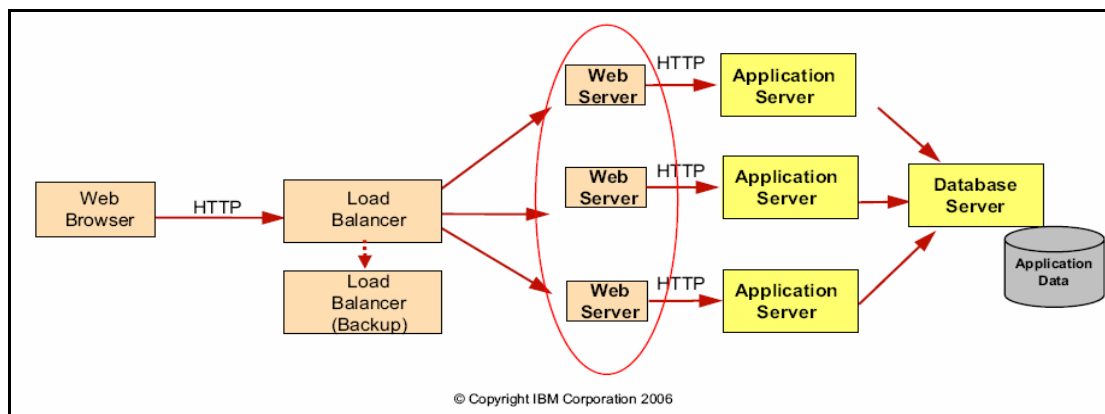 Web
Browser
HTTP
Load
Balancer
Load
Balancer
(Backup)
Web
Server
HTTP
Application
Server
Web
Server
HTTP
Application
Server
Web
Server
HTTP
Application
Server
Database
Server
Application
Data
© Copyright IBM Corporation 2006